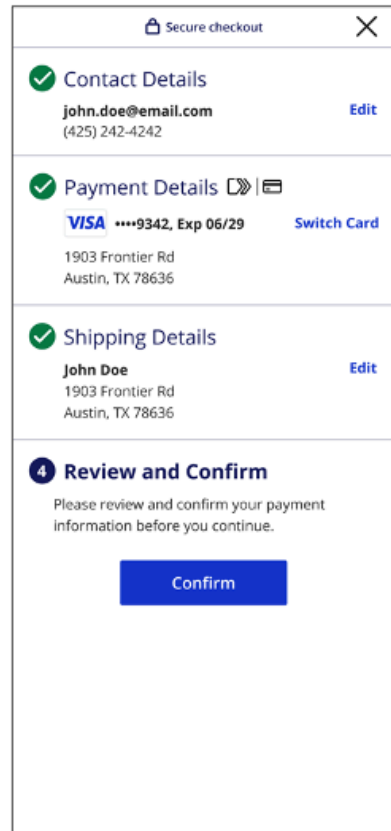 Secure checkout
Contact Details
john.doe@email.com Edit
(425) 242-4242
Payment Details
VISA ••••9342, Exp 06/29 Switch Card
1903 Frontier Rd
Austin, TX 78636
Shipping Details
John Doe Edit
1903 Frontier Rd
Austin, TX 78636
4 Review and Confirm
Please review and confirm your payment
information before you continue.
Confirm